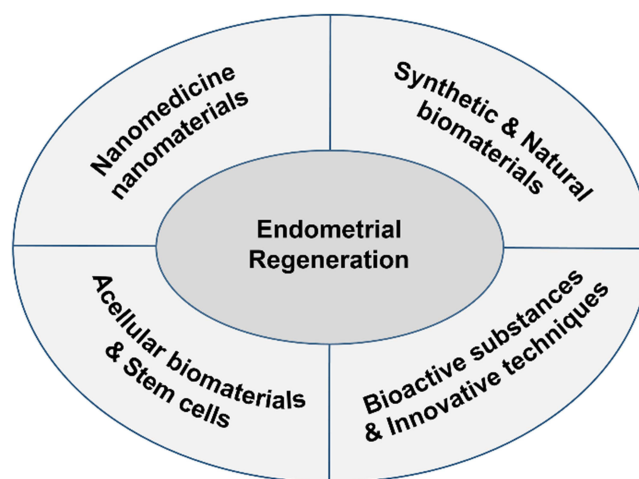 Nanomedicine
nanomaterials
Synthetic & Natural
biomaterials
Endometrial
Regeneration
Acellular biomaterials
& Stem cells
Bioactive substances
& Innovative techniques